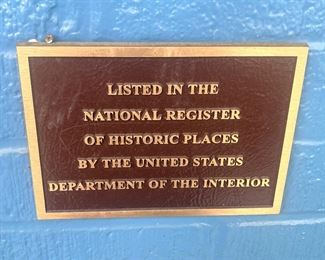 LISTED IN THE
NATIONAL REGISTER
OF HISTORIC PLACES
BY THE UNITED STATES
DEPARTMENT OF THE INTERIOR